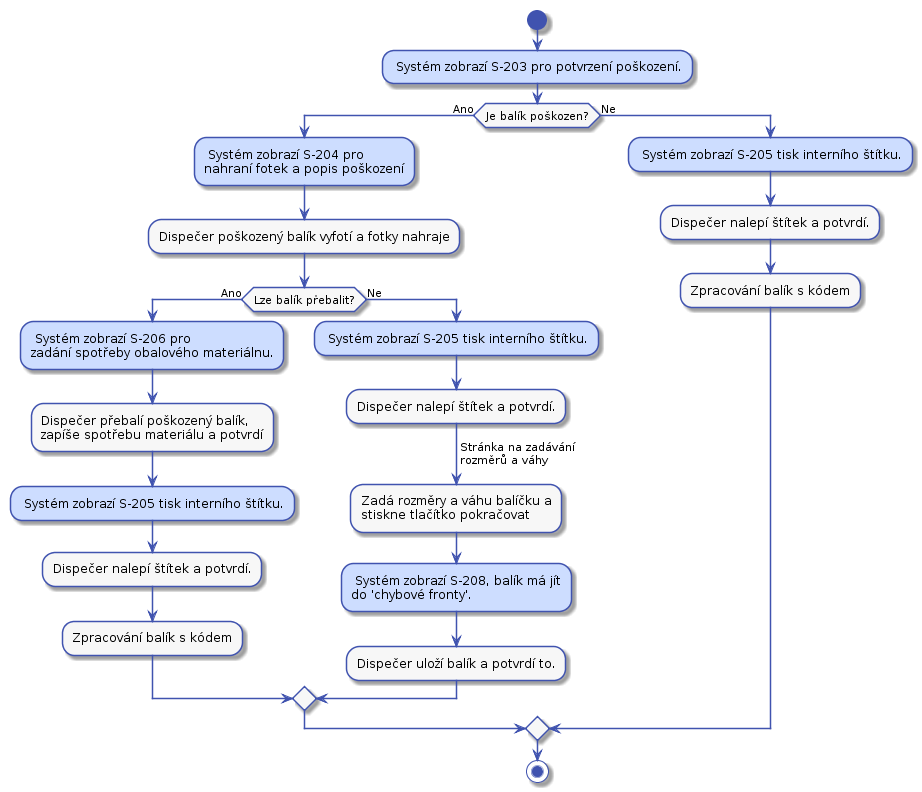 Systém zobrazí S-203 pro potvrzení poškození.
Ano
Je balík poškozen?
Ne
Systém zobrazí S-204 pro
nahraní fotek a popis poškození
Dispečer poškozený balík vyfotí a fotky nahraje
Ano
Lze balík přebalit?
Ne
Systém zobrazí S-206 pro
zadání spotřeby obalového materiálnu.
Dispečer přebalí poškozený balík,
zapíše spotřebu materiálu a potvrdí
Systém zobrazí S-205 tisk interního štítku.
Dispečer nalepí štítek a potvrdí.
Zpracování balík s kódem
Systém zobrazí S-205 tisk interního štítku.
Dispečer nalepí štítek a potvrdí.
Stránka na zadávání
rozměrů a váhy
Zadá rozměry a váhu balíčku a
stiskne tlačítko pokračovat
Systém zobrazí S-208, balík má jít
do 'chybové fronty'.
Dispečer uloží balík a potvrdí to.
Systém zobrazí S-205 tisk interního štítku.
Dispečer nalepí štítek a potvrdí.
Zpracování balík s kódem